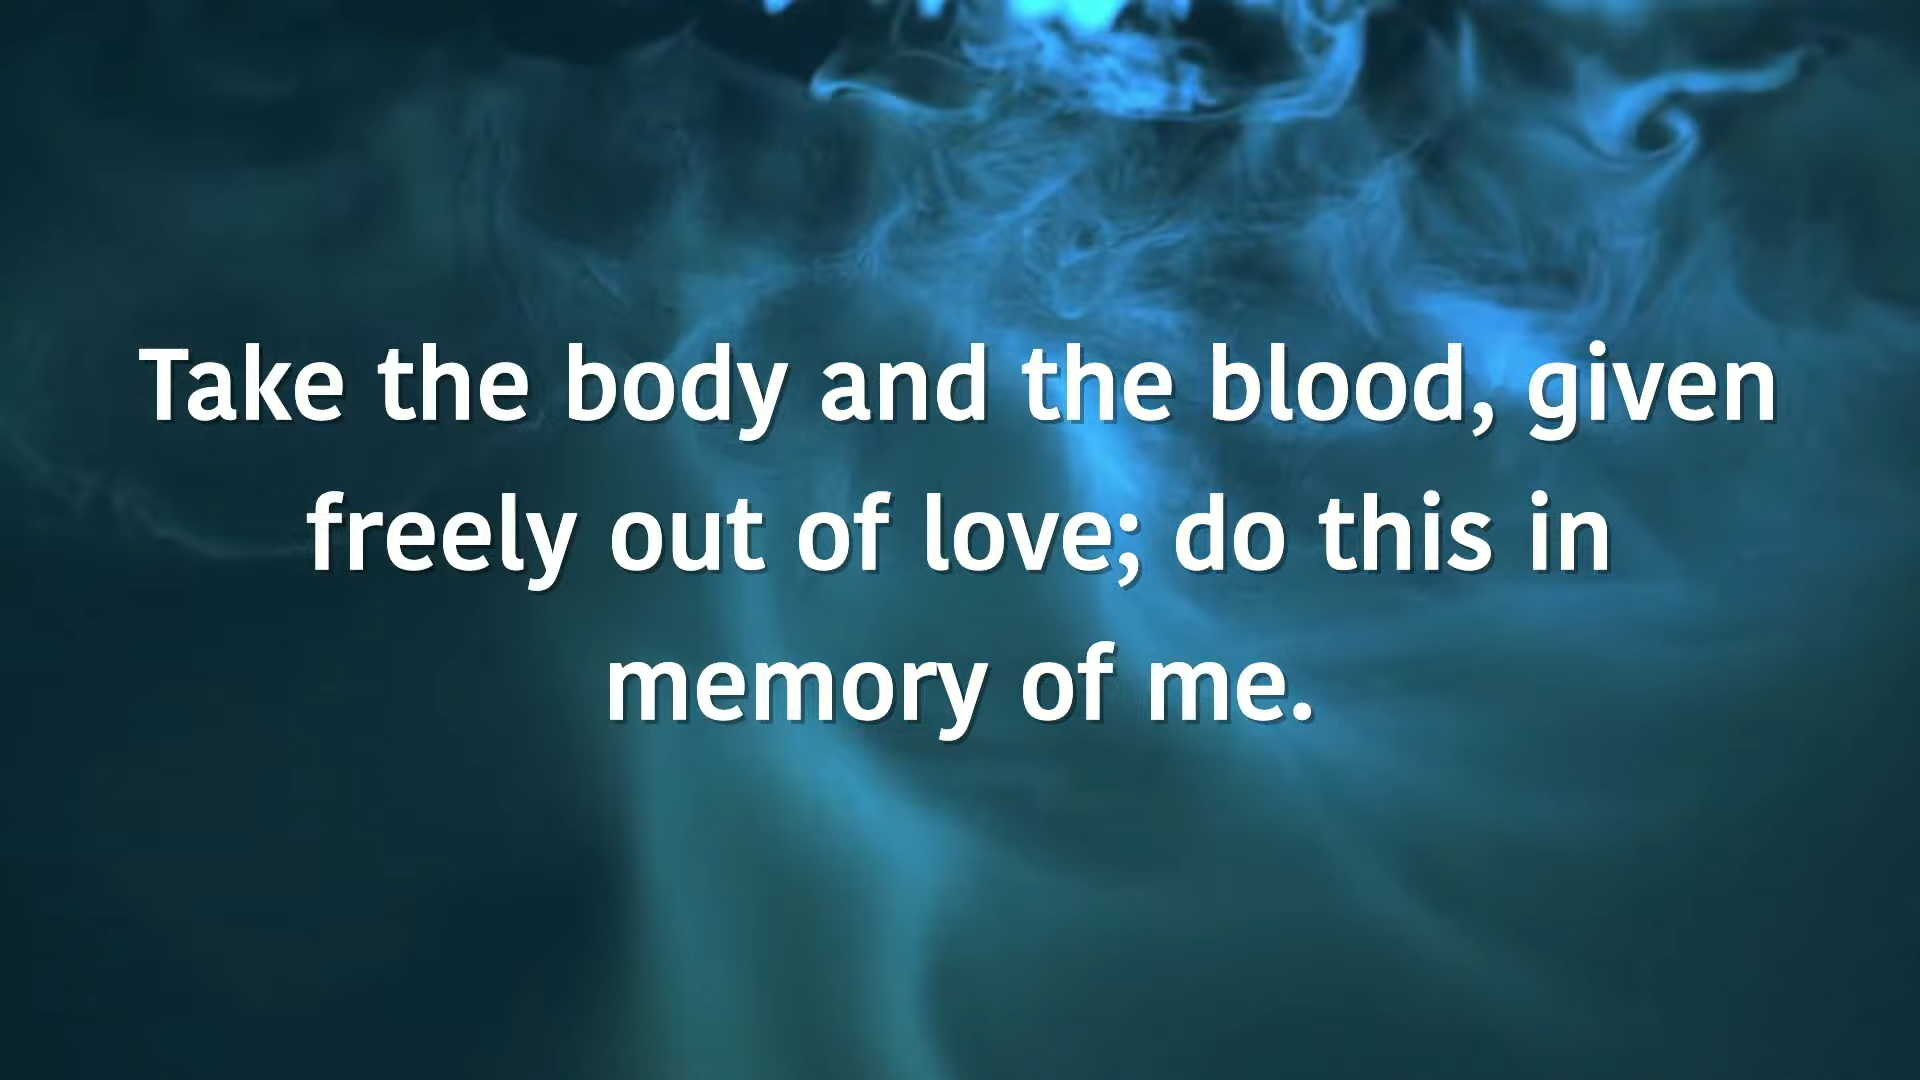 Take the body and the blood, given
freely out of love; do this in
memory of me.